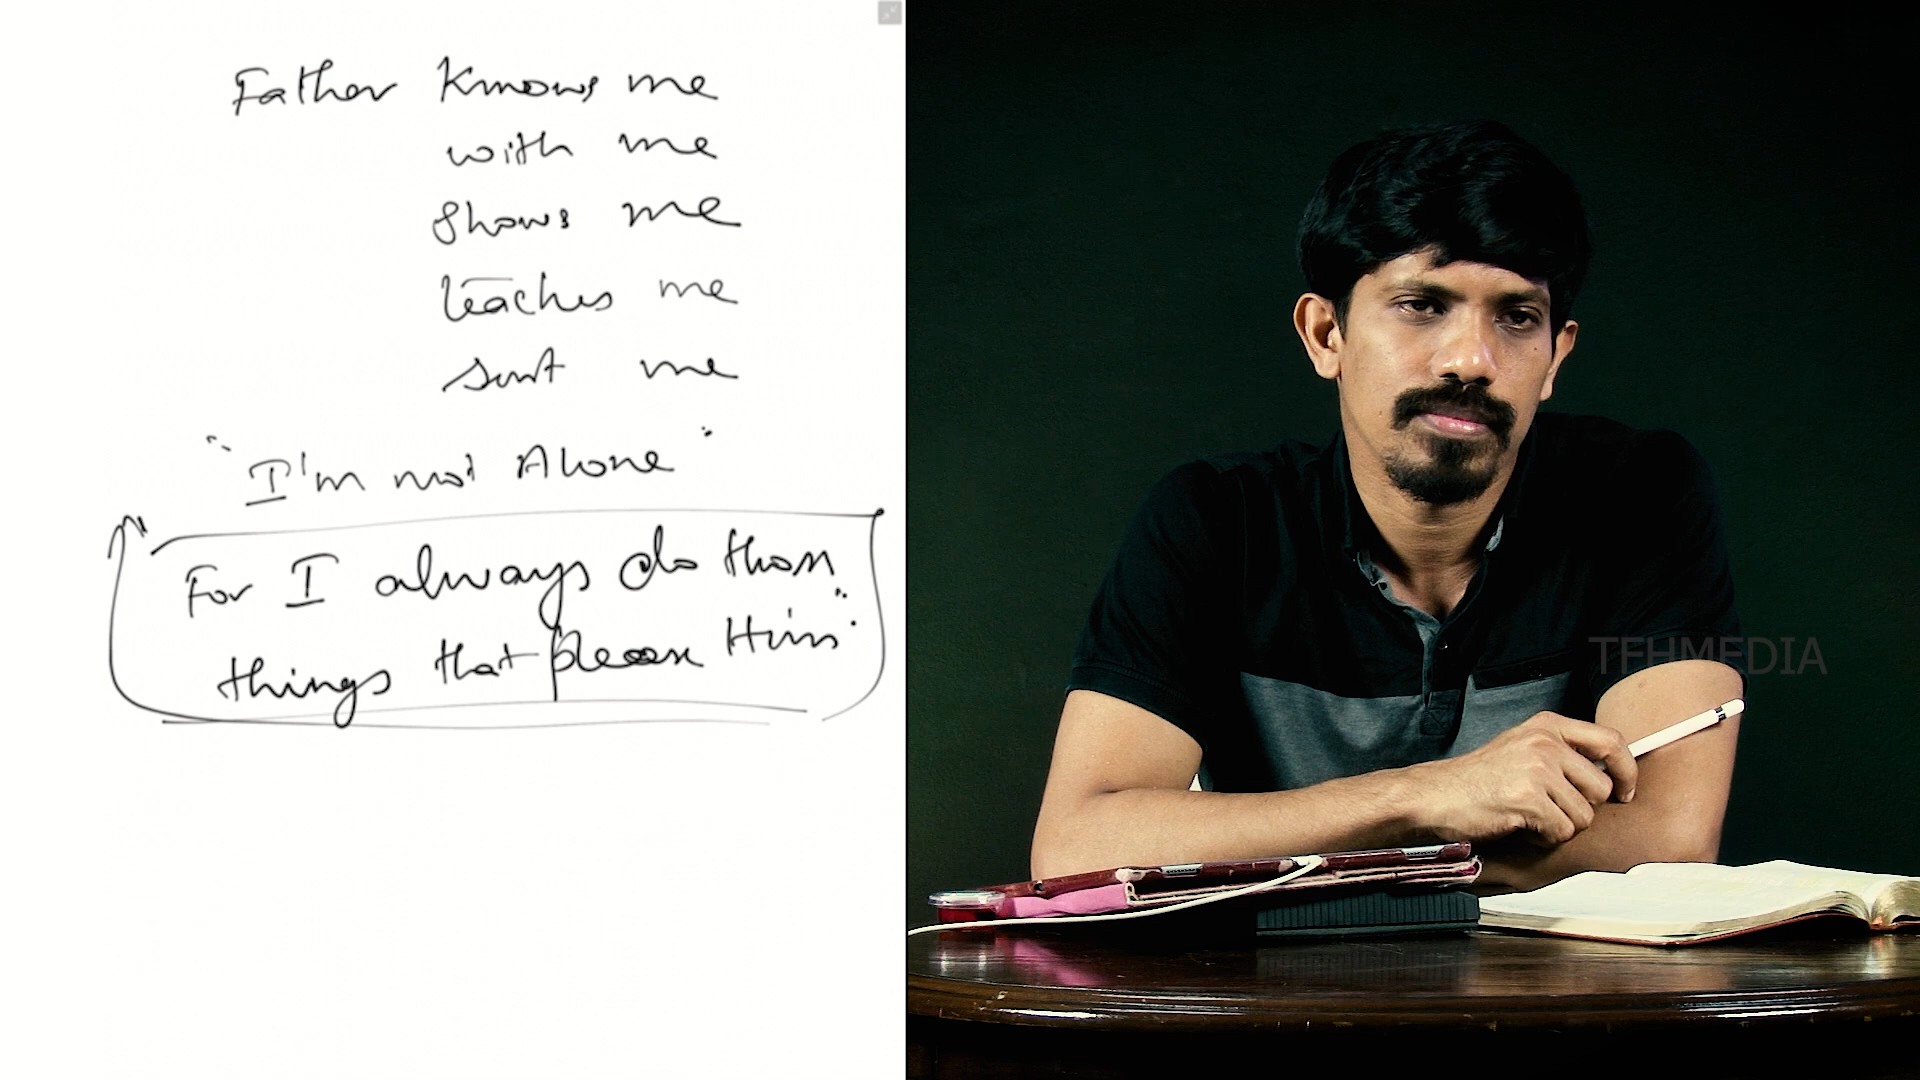 Father Knows me
with me
shows me
teaches me
sent me
"I'm not Alone"
"For I always do those
things that please Him"
TFHMEDIA